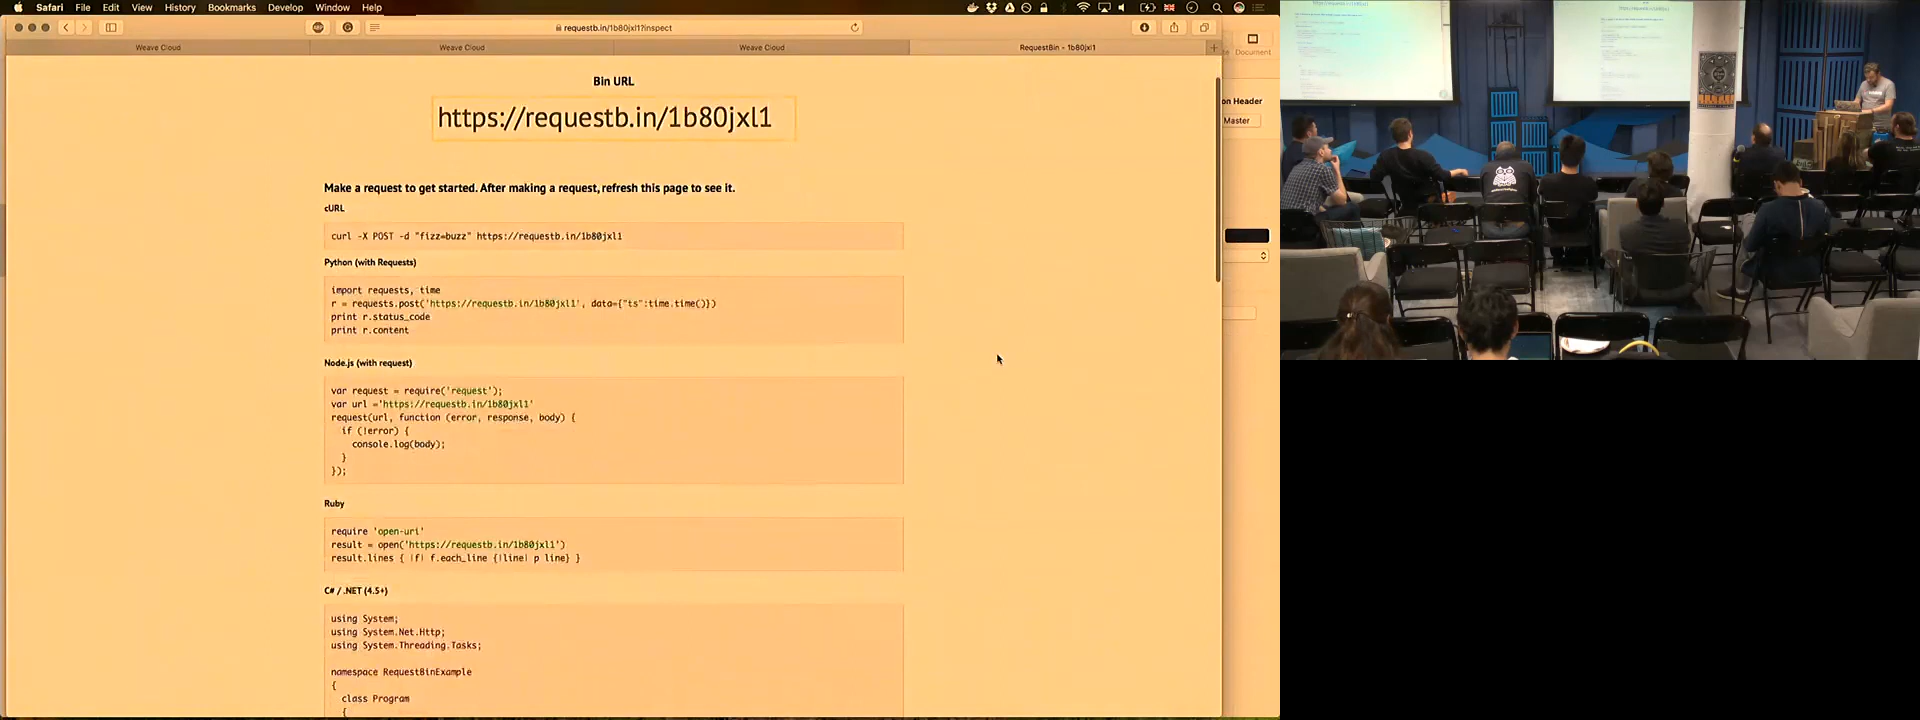 Safari File Edit View History Bookmarks Develop Window Help
requestb.in/1b80jxl1?inspect
Weave Cloud Weave Cloud Weave Cloud RequestBin - 1b80jxl1
Document
Bin URL
https://requestb.in/1b80jxl1
on Header
Master
Make a request to get started. After making a request, refresh this page to see it.
cURL
curl -X POST -d "fizz=buzz" https://requestb.in/1b80jxl1
Python (with Requests)
import requests, time
r = requests.post('https://requestb.in/1b80jxl1', data={"ts":time.time()})
print r.status_code
print r.content
Node.js (with request)
var request = require('request');
var url ='https://requestb.in/1b80jxl1'
request(url, function (error, response, body) {
if (!error) {
console.log(body);
}
});
Ruby
require 'open-uri'
result = open('https://requestb.in/1b80jxl1')
result.lines { |f| f.each_line {|line| p line} }
C# / .NET (4.5+)
using System;
using System.Net.Http;
using System.Threading.Tasks;
namespace RequestBinExample
{
class Program
{